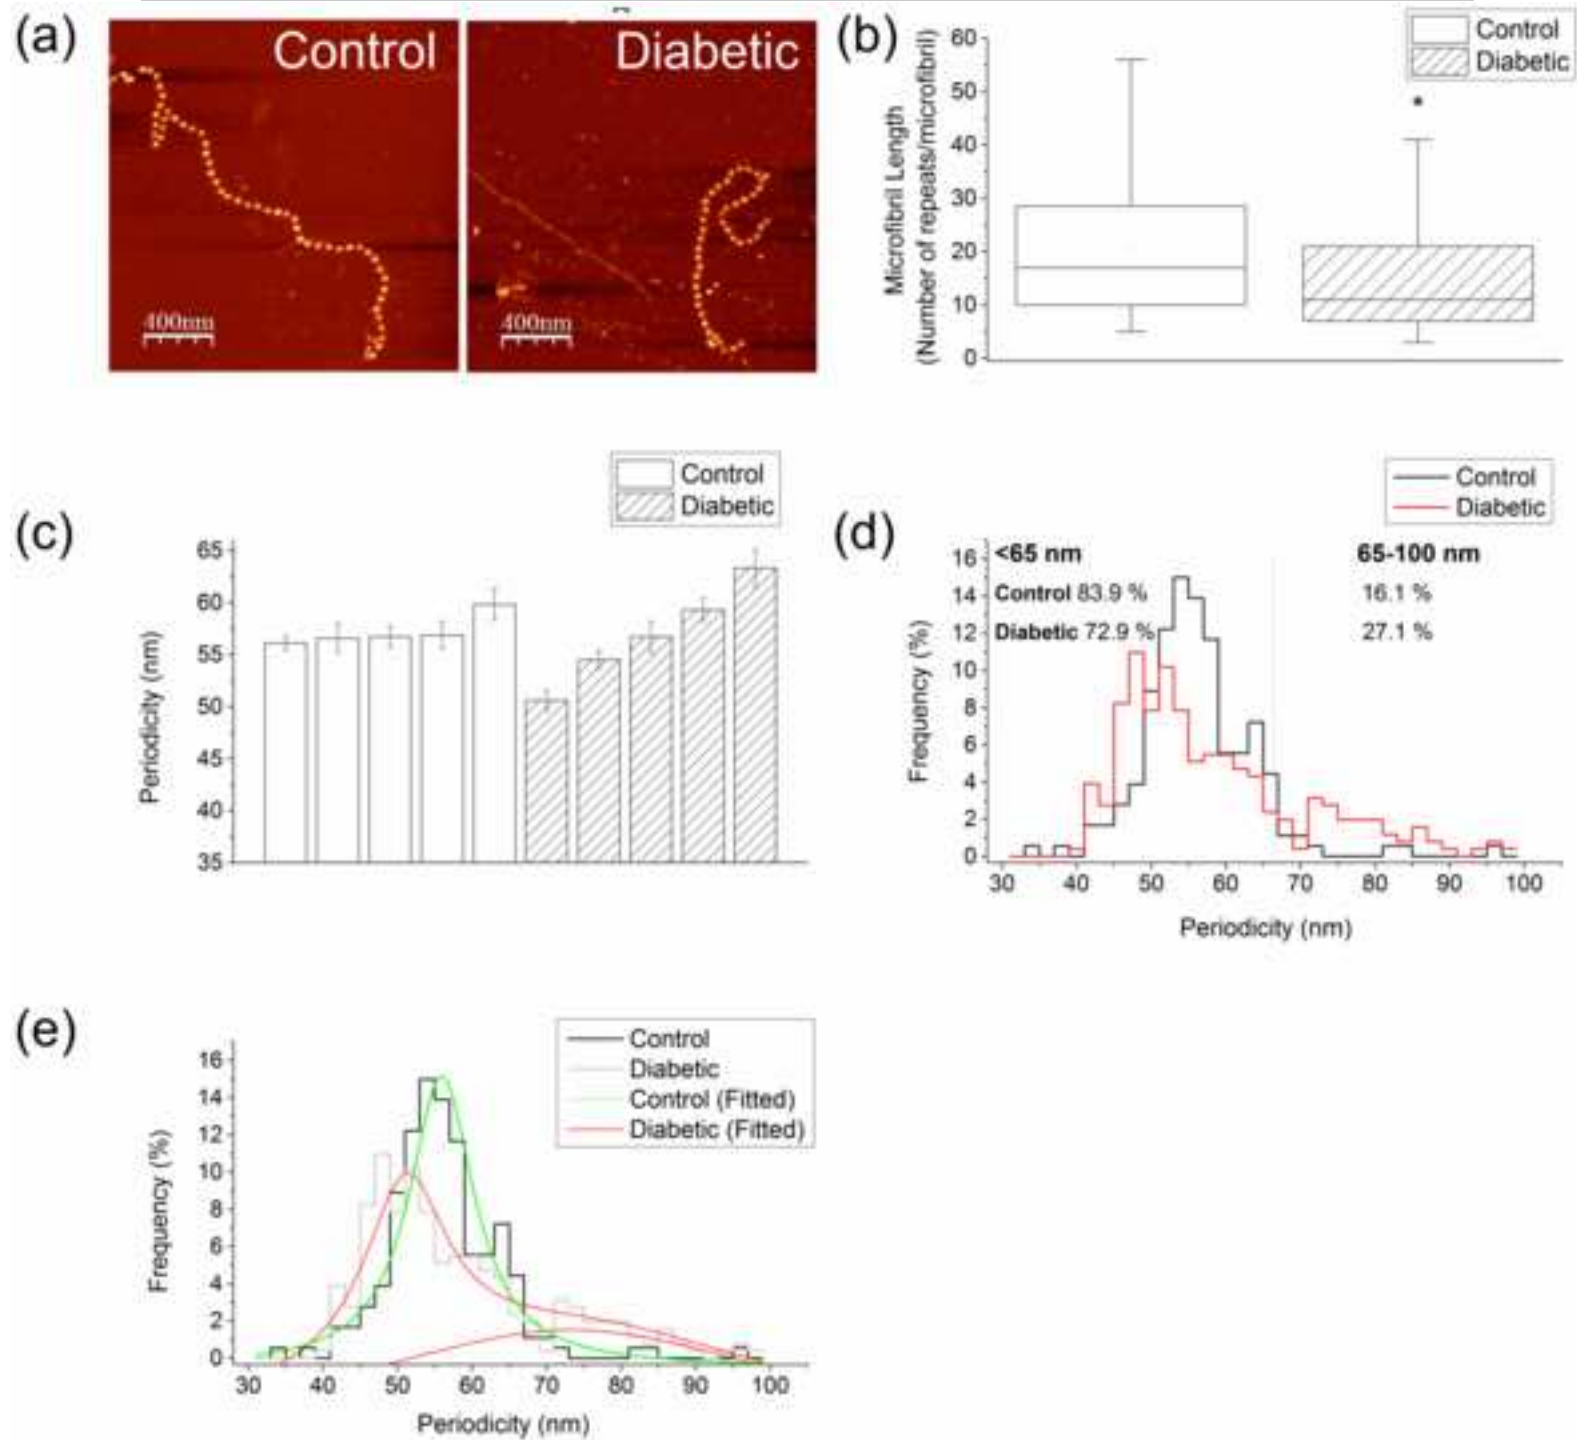 (a)
Control
400nm
Diabetic
400nm
(b)
Control
Diabetic
Microfibril Length
(Number of repeats/microfibril)
60
50
40
30
20
10
0
*
(c)
Control
Diabetic
Periodicity (nm)
65
60
55
50
45
40
35
(d)
Control
Diabetic
<65 nm 65-100 nm
Control 83.9 % 16.1 %
Diabetic 72.9 % 27.1 %
Frequency (%)
16
14
12
10
8
6
4
2
0
30 40 50 60 70 80 90 100
Periodicity (nm)
(e)
Control
Diabetic
Control (Fitted)
Diabetic (Fitted)
Frequency (%)
16
14
12
10
8
6
4
2
0
30 40 50 60 70 80 90 100
Periodicity (nm)